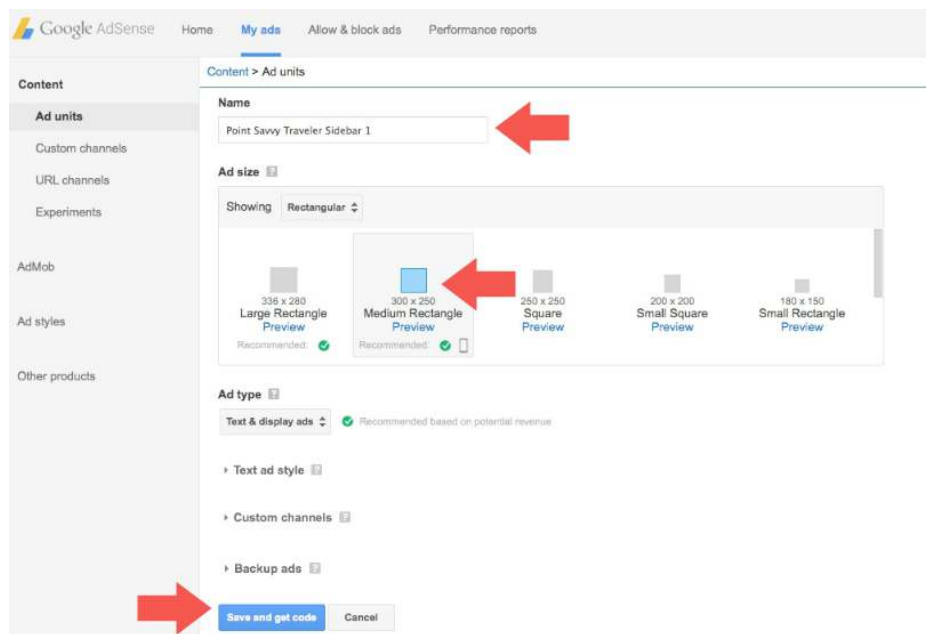 Google AdSense Home My ads Allow & block ads Performance reports
Content > Ad units
Content
Ad units
Custom channels
URL channels
Experiments
AdMob
Ad styles
Other products
Name
Point Savvy Traveler Sidebar 1
Ad size ?
Showing Rectangular
336 x 280 300 x 250 250 x 250 200 x 200 180 x 150
Large Rectangle Medium Rectangle Square Small Square Small Rectangle
Preview Preview Preview Preview Preview
Recommended: Recommended:
Ad type ?
Text & display ads Recommended based on potential revenue
Text ad style ?
Custom channels ?
Backup ads ?
Save and get code Cancel